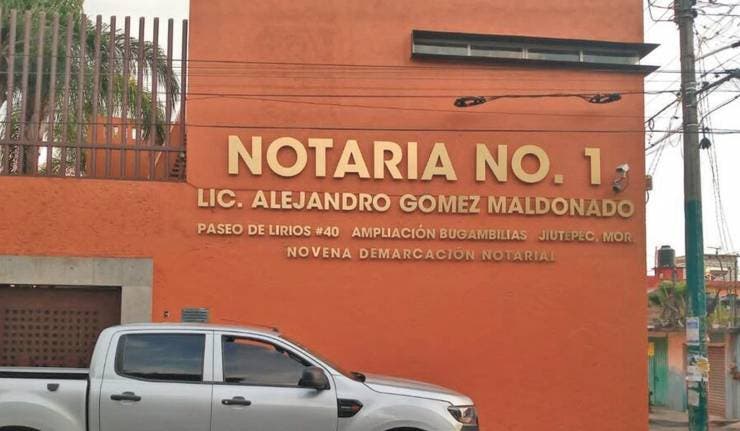 NOTARIA NO. 1
LIC. ALEJANDRO GOMEZ MALDONADO
PASEO DE LIRIOS #40 AMPLIACIÓN BUGAMBILIAS JIUTEPEC, MOR.
NOVENA DEMARCACIÓN NOTARIAL